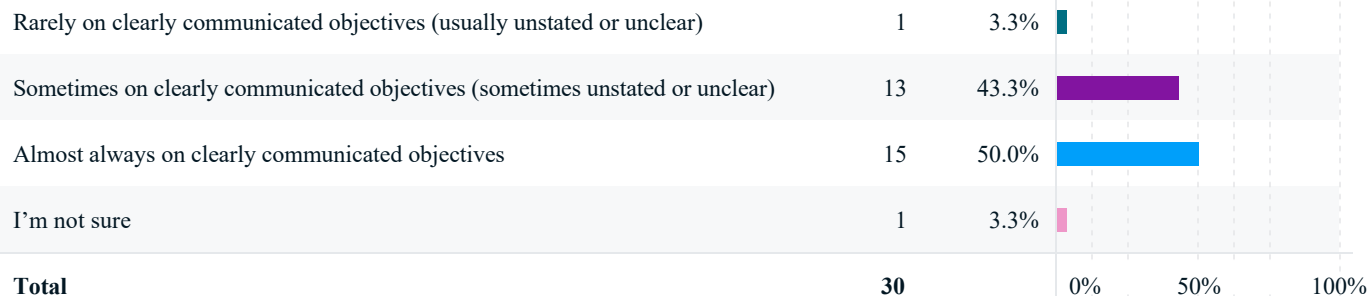 Rarely on clearly communicated objectives (usually unstated or unclear) 1 3.3%
Sometimes on clearly communicated objectives (sometimes unstated or unclear) 13 43.3%
Almost always on clearly communicated objectives 15 50.0%
I’m not sure 1 3.3%
Total 30 0% 50% 100%